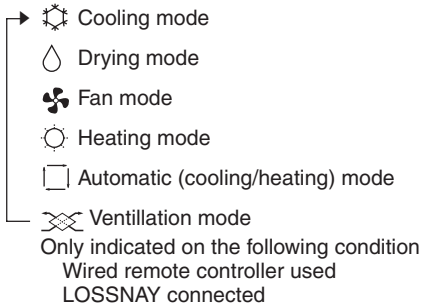 Cooling mode
Drying mode
Fan mode
Heating mode
Automatic (cooling/heating) mode
Ventillation mode
Only indicated on the following condition
Wired remote controller used
LOSSNAY connected